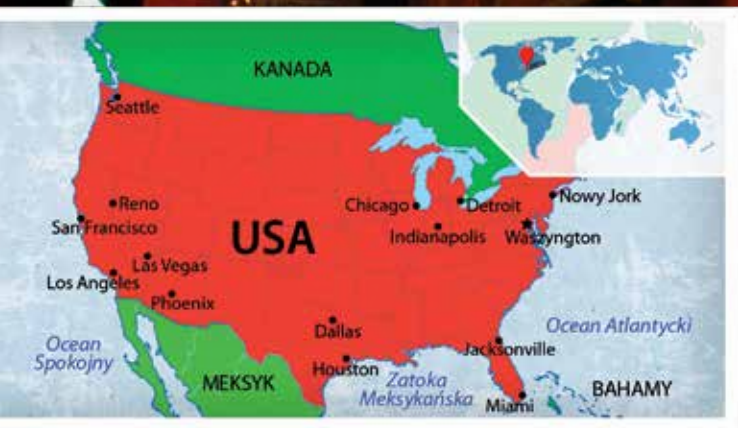 KANADA
Seattle
Reno
San Francisco
Las Vegas
Los Angeles
Phoenix
USA
Chicago
Detroit
Nowy Jork
Indianapolis
Waszyngton
Dallas
Houston
Jacksonville
Miami
Ocean
Spokojny
MEKSYK
Zatoka
Meksykańska
Ocean Atlantycki
BAHAMY